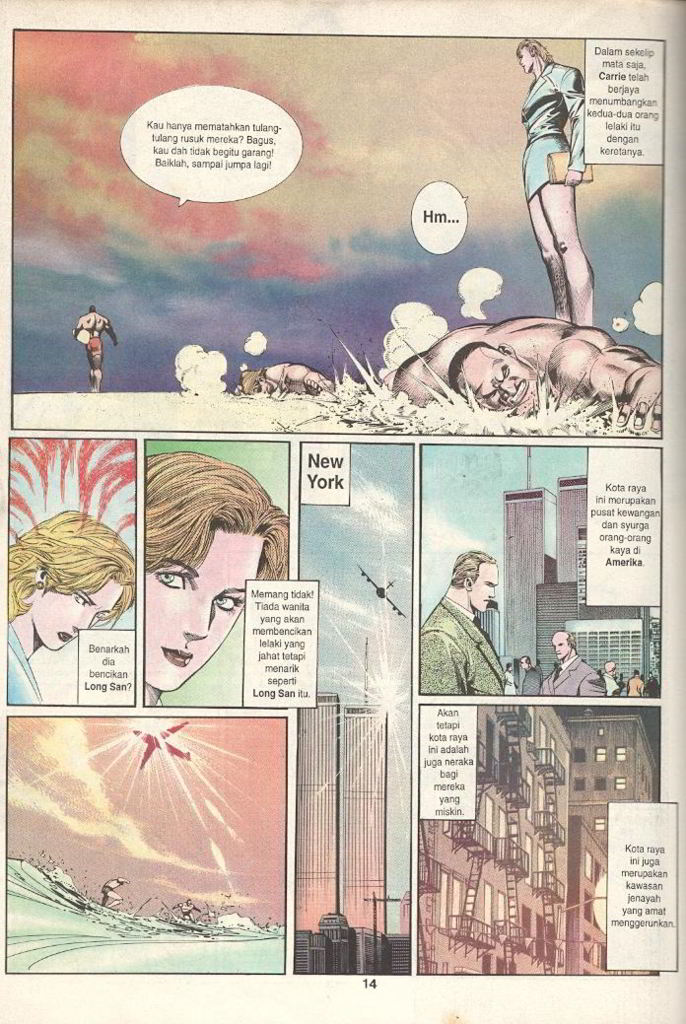 Dalam sekelip
mata saja,
Carrie telah
berjaya
menumbangkan
kedua-dua orang
lelaki itu
dengan
keretanya.
Kau hanya mematahkan tulang-
tulang rusuk mereka? Bagus,
kau dah tidak begitu garang!
Baiklah, sampai jumpa lagi!
Hm...
Benarkah
dia
bencikan
Long San?
Memang tidak!
Tiada wanita
yang akan
membencikan
lelaki yang
jahat tetapi
menarik
seperti
Long San itu.
New
York
Kota raya
ini merupakan
pusat kewangan
dan syurga
orang-orang
kaya di
Amerika.
Akan
tetapi
kota raya
ini adalah
juga neraka
bagi
mereka
yang
miskin.
Kota raya
ini juga
merupakan
kawasan
jenayah
yang amat
menggerunkan.
14